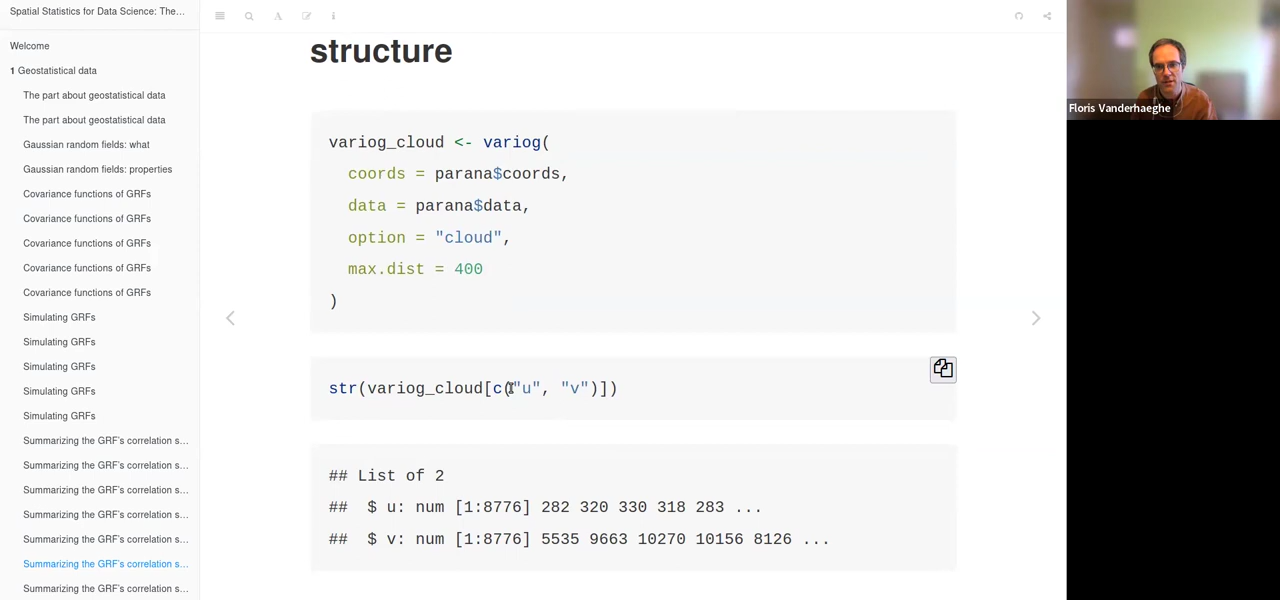 Spatial Statistics for Data Science: The...
Welcome
1 Geostatistical data
The part about geostatistical data
The part about geostatistical data
Gaussian random fields: what
Gaussian random fields: properties
Covariance functions of GRFs
Covariance functions of GRFs
Covariance functions of GRFs
Covariance functions of GRFs
Covariance functions of GRFs
Simulating GRFs
Simulating GRFs
Simulating GRFs
Simulating GRFs
Simulating GRFs
Summarizing the GRF's correlation s...
Summarizing the GRF's correlation s...
Summarizing the GRF's correlation s...
Summarizing the GRF's correlation s...
Summarizing the GRF's correlation s...
Summarizing the GRF's correlation s...
Summarizing the GRF's correlation s...
A
i
structure
variog_cloud <- variog(
coords = parana$coords,
data = parana$data,
option = "cloud",
max.dist = 400
)
str(variog_cloud[c("u", "v")])
## List of 2
## $ u: num [1:8776] 282 320 330 318 283 ...
## $ v: num [1:8776] 5535 9663 10270 10156 8126 ...
Floris Vanderhaeghe